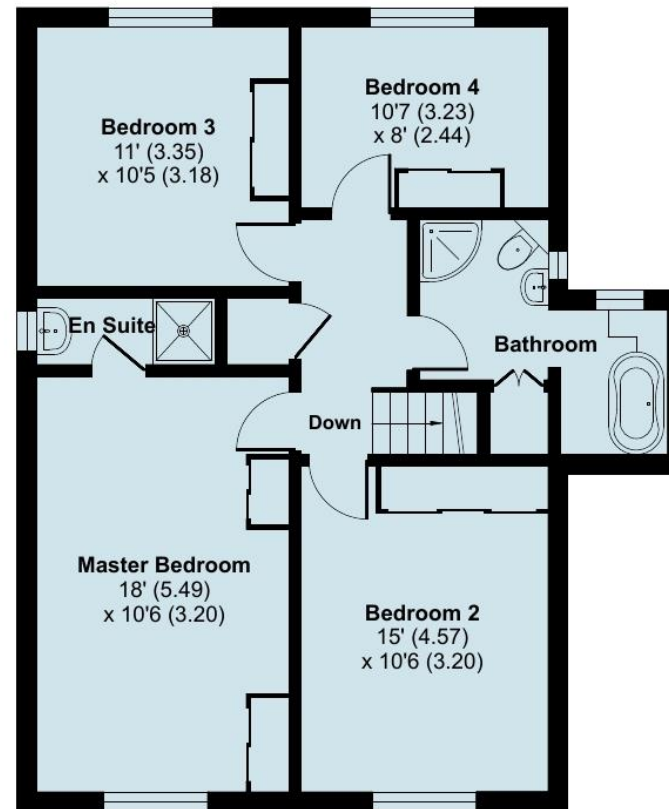 Bedroom 3
11' (3.35)
x 10'5 (3.18)
Bedroom 4
10'7 (3.23)
x 8' (2.44)
En Suite
Bathroom
Down
Master Bedroom
18' (5.49)
x 10'6 (3.20)
Bedroom 2
15' (4.57)
x 10'6 (3.20)